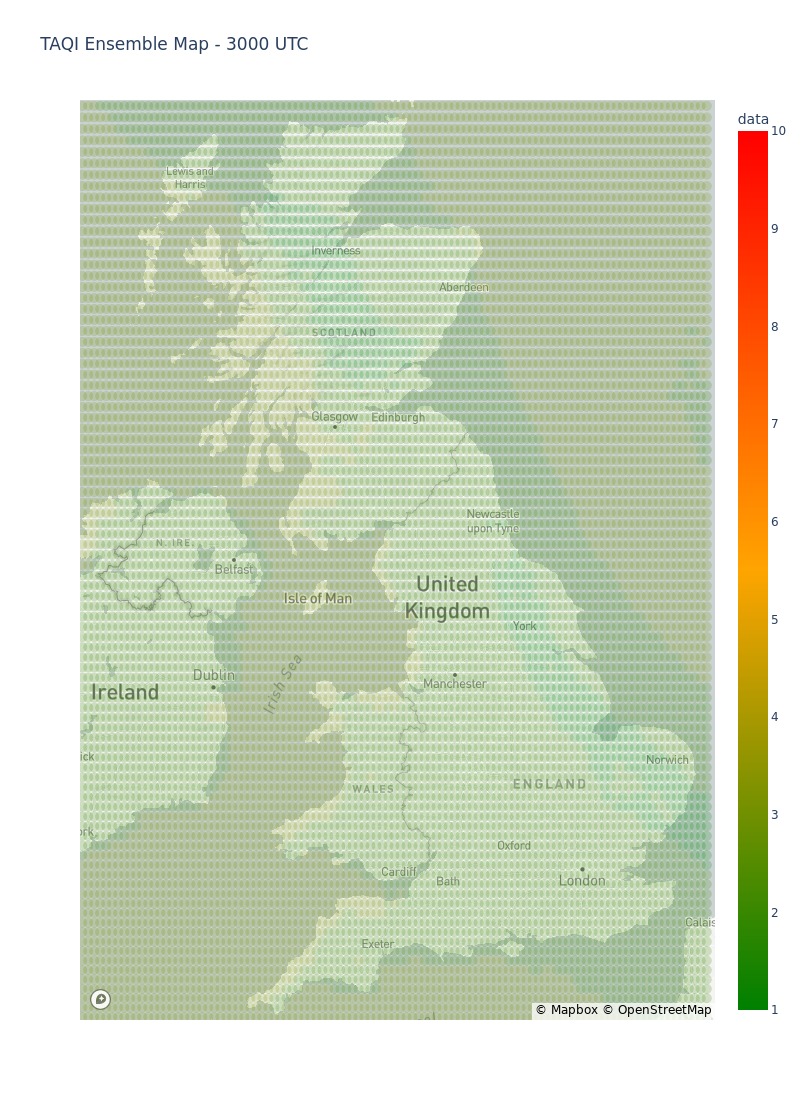 TAQI Ensemble Map - 3000 UTC
data
10
9
8
7
6
5
4
3
2
1
Lewis and
Harris
Inverness
Aberdeen
SCOTLAND
Glasgow
Edinburgh
Newcastle
upon Tyne
N. IRE.
Belfast
Isle of Man
United
Kingdom
York
Dublin
Manchester
Ireland
Irish Sea
ick
Norwich
WALES
ENGLAND
ork
Oxford
Cardiff
Bath
London
Calais
Exeter
© Mapbox © OpenStreetMap